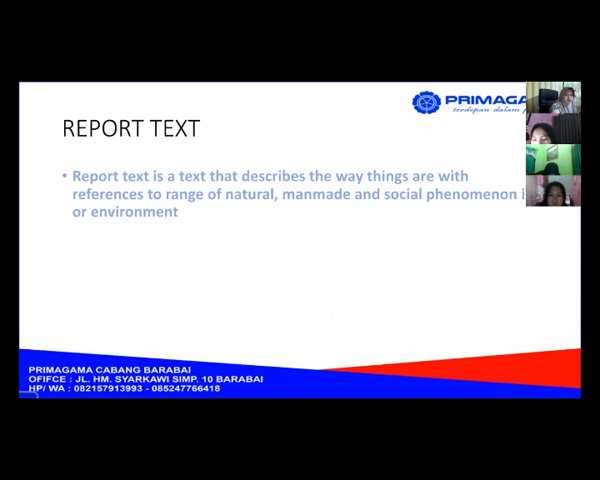 PRIMAGA
terdepan dalam
REPORT TEXT
• Report text is a text that describes the way things are with
references to range of natural, manmade and social phenomenon
or environment
PRIMAGAMA CABANG BARABAI
OFIFCE : JL. HM. SYARKAWI SIMP. 10 BARABAI
HP/ WA : 082157913993 - 085247766418